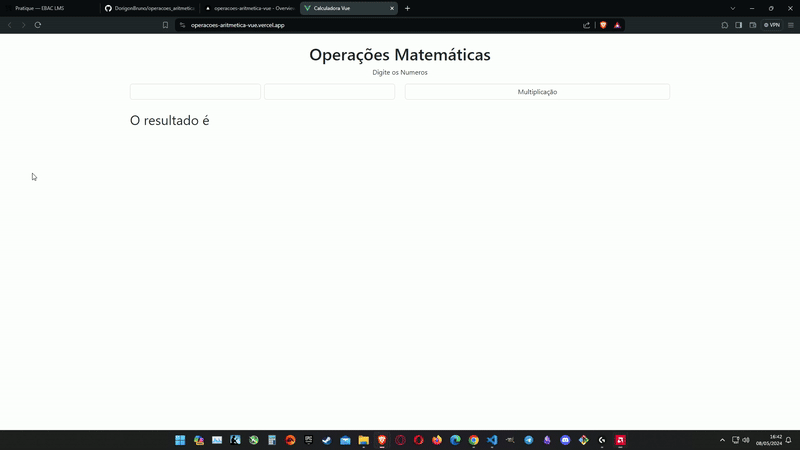 Pratique — EBAC LMS
DorigonBruno/operacoes_aritmetica
operacoes-aritmetica-vue - Overview
Calculadora Vue
operacoes-aritmetica-vue.vercel.app
VPN
Operações Matemáticas
Digite os Numeros
Multiplicação
O resultado é
16:42
08/05/2024